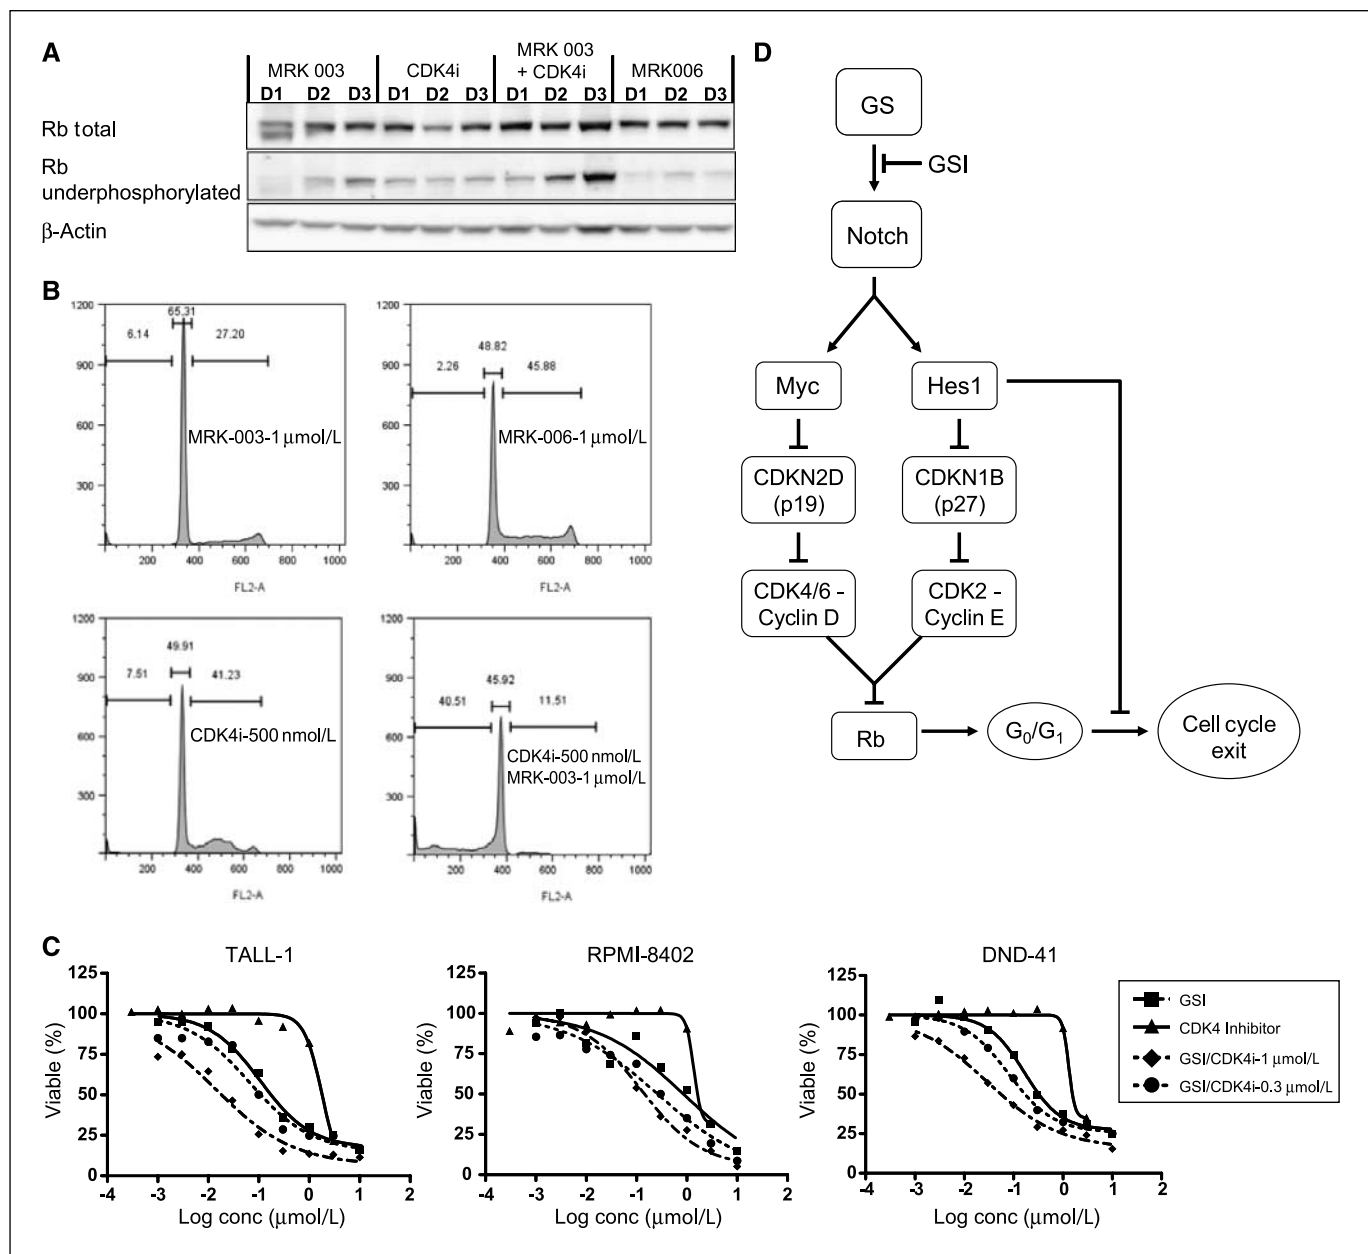 A
MRK 003
CDK4i
MRK 003
+ CDK4i
MRK006
D1 D2 D3 D1 D2 D3 D1 D2 D3 D1 D2 D3
Rb total
Rb
underphosphorylated
β-Actin
B
1200
900
600
300
0
6.14
65.31
27.20
MRK-003-1 μmol/L
200 400 600 800 1000
FL2-A
1200
900
600
300
0
2.26
48.82
45.88
MRK-006-1 μmol/L
200 400 600 800 1000
FL2-A
900
600
300
0
7.51
49.91
41.23
CDK4i-500 nmol/L
200 400 600 800 1000
FL2-A
1200
900
600
300
0
40.51
45.92
11.51
CDK4i-500 nmol/L
MRK-003-1 μmol/L
200 400 600 800 1000
FL2-A
C
TALL-1
Viable (%)
125
100
75
50
25
0
-4 -3 -2 -1 0 1 2
Log conc (μmol/L)
RPMI-8402
Viable (%)
125
100
75
50
25
0
-4 -3 -2 -1 0 1 2
Log conc (μmol/L)
DND-41
Viable (%)
125
100
75
50
25
0
-4 -3 -2 -1 0 1 2
Log conc (μmol/L)
GSI
CDK4 Inhibitor
GSI/CDK4i-1 μmol/L
GSI/CDK4i-0.3 μmol/L
D
GS
GSI
Notch
Myc
Hes1
CDKN2D
(p19)
CDKN1B
(p27)
CDK4/6 -
Cyclin D
CDK2 -
Cyclin E
Rb
G0/G1
Cell cycle
exit